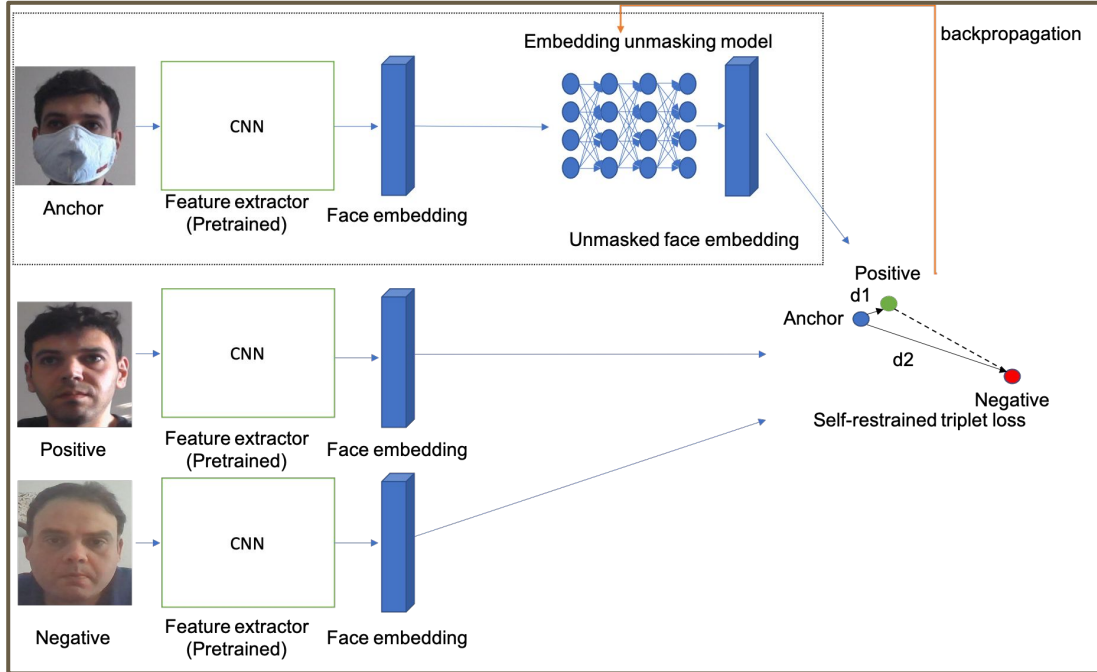 backpropagation
Embedding unmasking model
CNN
Anchor
Feature extractor
(Pretrained)
Face embedding
Unmasked face embedding
Positive
d1
Anchor
d2
Negative
Self-restrained triplet loss
CNN
Positive
Feature extractor
(Pretrained)
Face embedding
CNN
Negative
Feature extractor
(Pretrained)
Face embedding